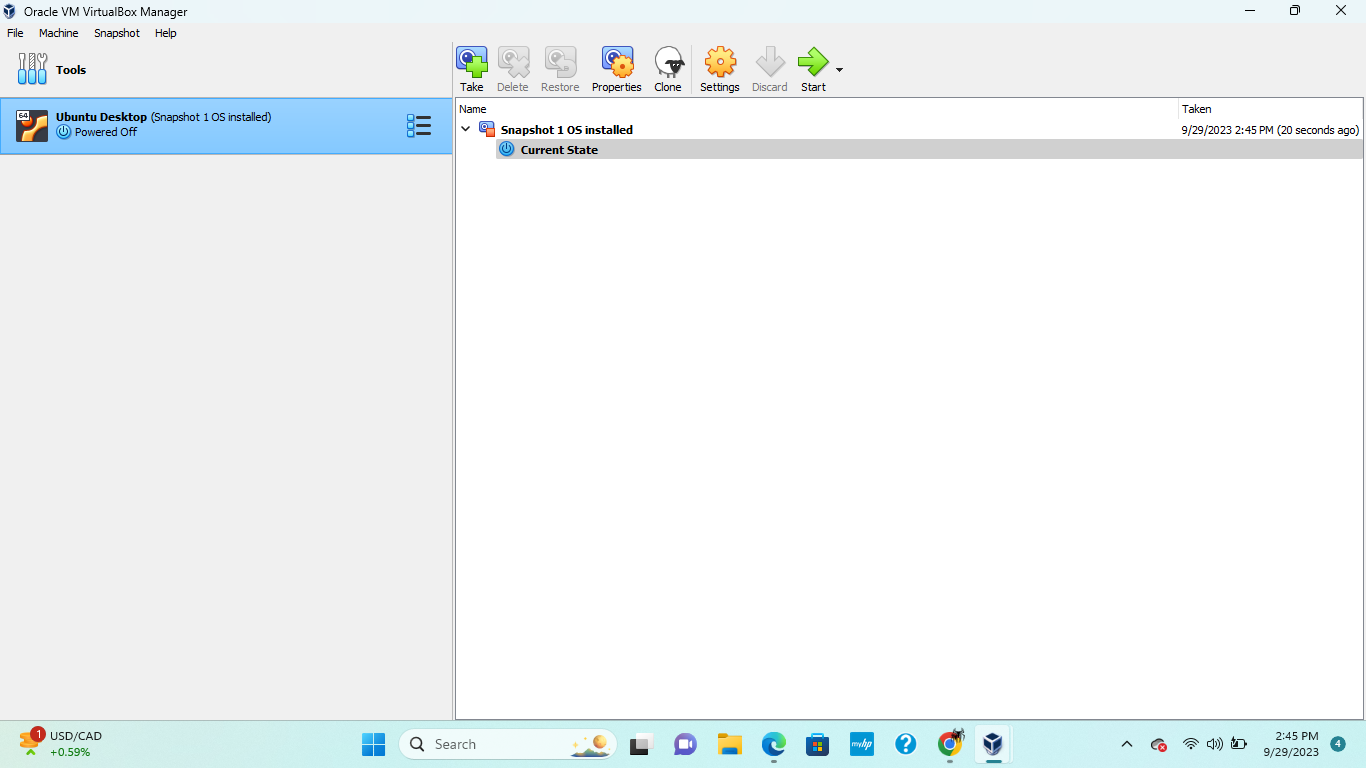 Oracle VM VirtualBox Manager
File Machine Snapshot Help
Tools
Take Delete Restore Properties Clone Settings Discard Start
64
Ubuntu Desktop (Snapshot 1 OS installed)
Powered Off
Name Taken
Snapshot 1 OS installed 9/29/2023 2:45 PM (20 seconds ago)
Current State
1
USD/CAD
+0.59%
Search
myhp
?
2:45 PM
9/29/2023
4